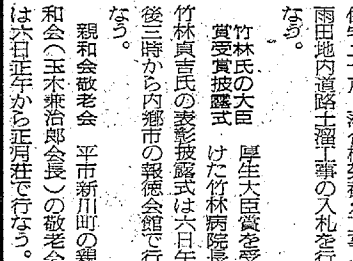 雨田地内道路土溜工事の入札を行
なう。
竹林氏の大臣
賞受賞披露式
厚生大臣賞を受
けた竹林病院長
竹林貞吉氏の表彰披露式は六日午
後三時から内郷市の報徳会館で行
なう。
親和会敬老会　平市新川町の親
和会（玉木兼治郎会長）の敬老会
は六日正午から正月荘で行なう。